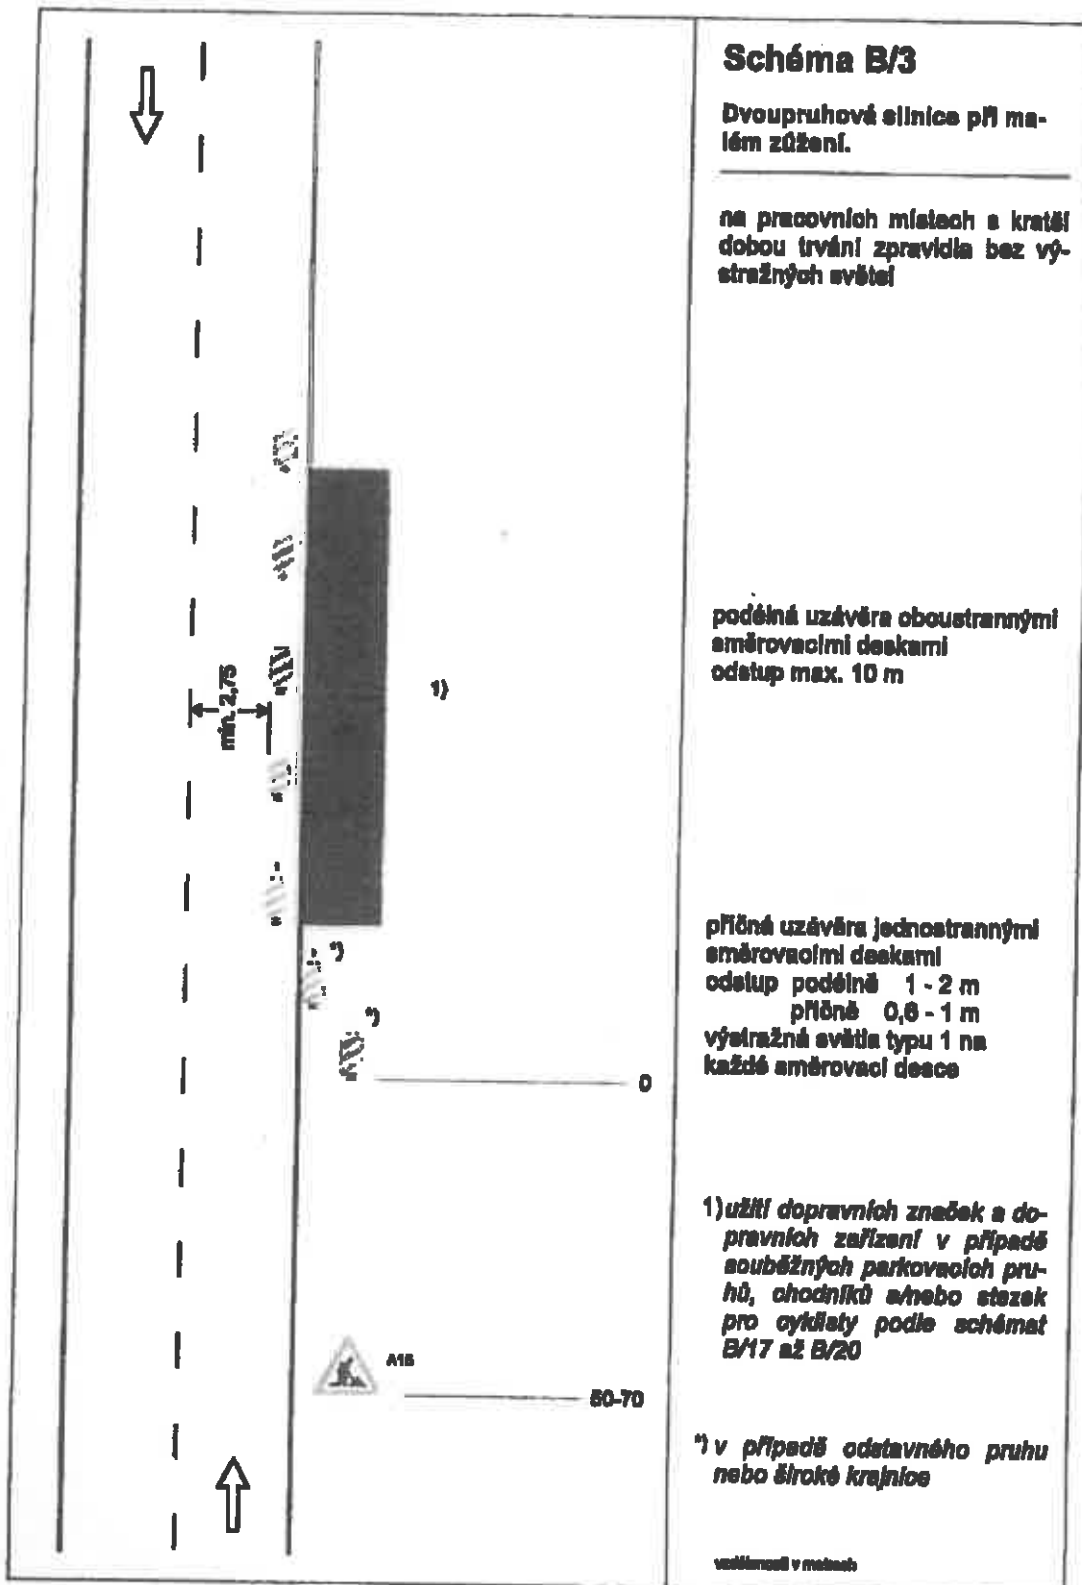 Schéma B/3
Dvoupruhová silnice při ma-
lém zúžení.
na pracovních místech s kratší
dobou trvání zpravidla bez vý-
stražných světel
podélná uzávěra oboustrannými
směrovacími deskami
odstup max. 10 m
min. 2,75
1)
příčná uzávěra jednostrannými
směrovacími deskami
odstup podélně 1 - 2 m
příčně 0,6 - 1 m
výstražná světla typu 1 na
každé směrovací desce
*)
*)
0
1) užití dopravních značek a do-
pravních zařízení v případě
souběžných parkovacích pru-
hů, chodníků a/nebo stezek
pro cyklisty podle schémat
B/17 až B/20
A15
50-70
*) v případě odstavného pruhu
nebo široké krajnice
vzdálenosti v metrech